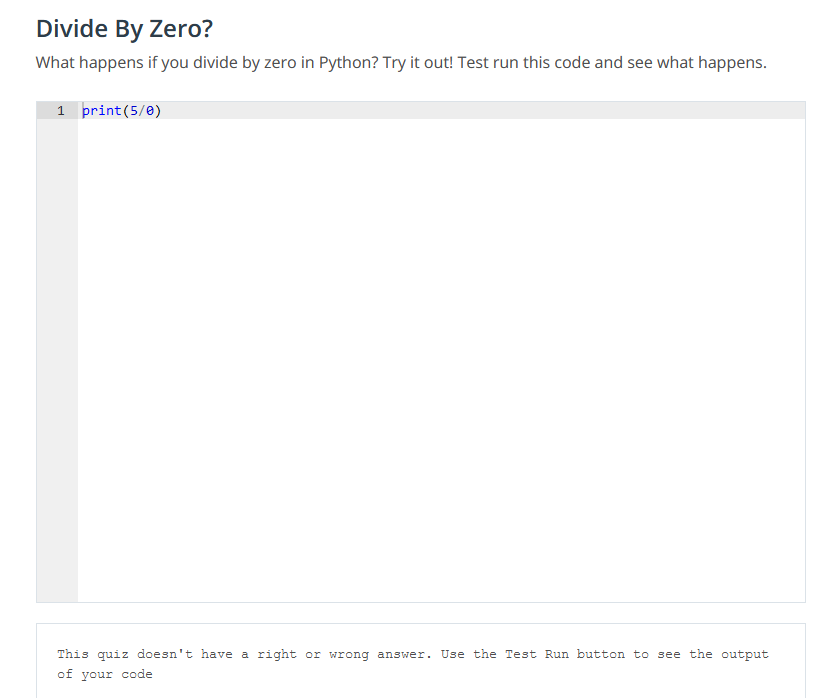 Divide By Zero?
What happens if you divide by zero in Python? Try it out! Test run this code and see what happens.
1 print(5/0)
This quiz doesn't have a right or wrong answer. Use the Test Run button to see the output
of your code